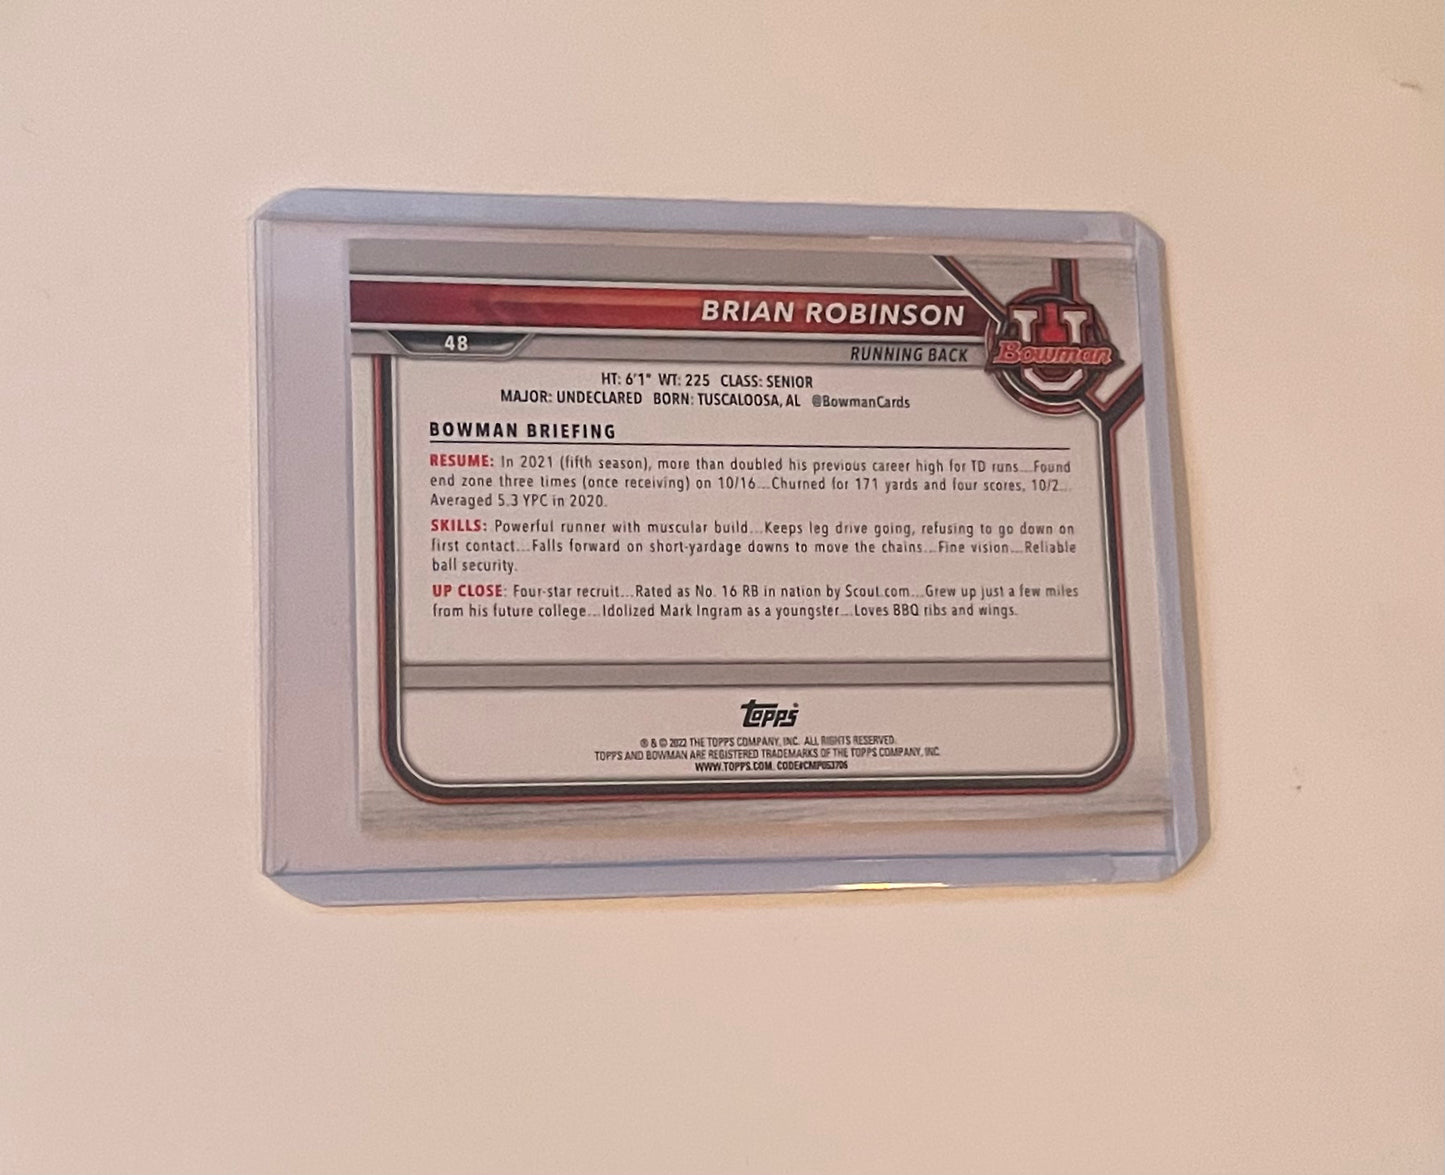 BRIAN ROBINSON
48
RUNNING BACK
U
Bowman
HT: 6'1" WT: 225 CLASS: SENIOR
MAJOR: UNDECLARED BORN: TUSCALOOSA, AL @BowmanCards
BOWMAN BRIEFING
RESUME: In 2021 (fifth season), more than doubled his previous career high for TD runs...Found
end zone three times (once receiving) on 10/16...Churned for 171 yards and four scores, 10/2...
Averaged 5.3 YPC in 2020.
SKILLS: Powerful runner with muscular build...Keeps leg drive going, refusing to go down on
first contact...Falls forward on short-yardage downs to move the chains...Fine vision...Reliable
ball security.
UP CLOSE: Four-star recruit...Rated as No. 16 RB in nation by Scout.com...Grew up just a few miles
from his future college...Idolized Mark Ingram as a youngster...Loves BBQ ribs and wings.
Topps
® & © 2022 THE TOPPS COMPANY, INC. ALL RIGHTS RESERVED.
TOPPS AND BOWMAN ARE REGISTERED TRADEMARKS OF THE TOPPS COMPANY, INC.
WWW.TOPPS.COM. CODE#CMP053706